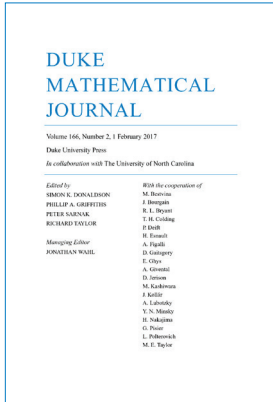 DUKE
MATHEMATICAL
JOURNAL
Volume 166, Number 2, 1 February 2017
Duke University Press
In collaboration with The University of North Carolina
Edited by
SIMON K. DONALDSON
PHILLIP A. GRIFFITHS
PETER SARNAK
RICHARD TAYLOR
Managing Editor
JONATHAN WAHL
With the cooperation of
M. Bestvina
J. Bourgain
R. L. Bryant
T. H. Colding
P. Deift
H. Esnault
A. Figalli
D. Gaitsgory
E. Ghys
A. Givental
D. Jerison
M. Kashiwara
J. Kollár
A. Lubotzky
Y. N. Minsky
H. Nakajima
G. Pisier
L. Polterovich
M. E. Taylor